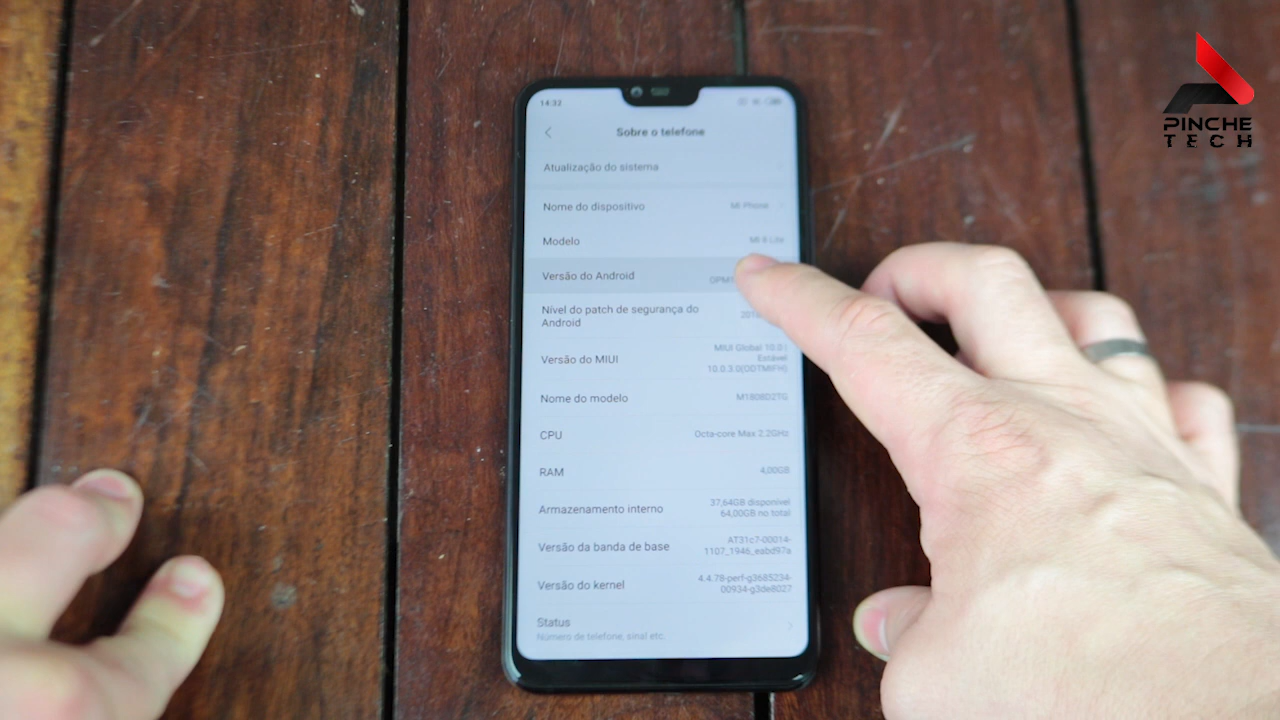 PINCHE
TECH
14:32
Sobre o telefone
Atualização do sistema
Nome do dispositivo
Mi Phone
Modelo
MI 8 Lite
Versão do Android
Nível do patch de segurança do
Android
Versão do MIUI
MIUI Global 10.0 |
Estável
10.0.3.0(ODTMIFH)
Nome do modelo
M1808D2TG
CPU
Octa-core Max 2.2GHz
RAM
4,00GB
Armazenamento interno
37,64GB disponível
64,00GB no total
Versão da banda de base
AT31c7-00014-
1107_1946_eabd97a
Versão do kernel
4.4.78-perf-g3685234-
00934-g3de8027
Status
Número de telefone, sinal etc.